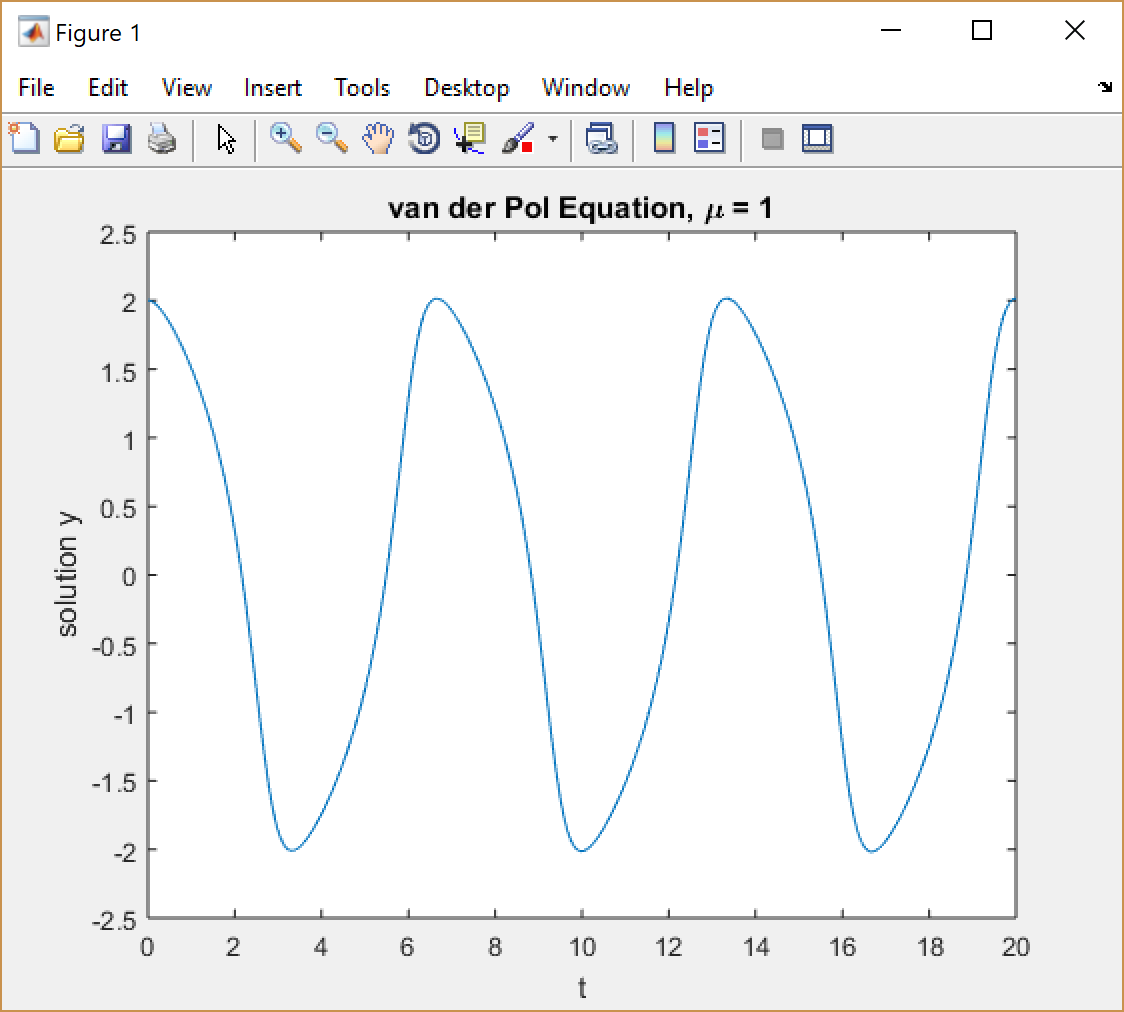 Figure 1
File Edit View Insert Tools Desktop Window Help
van der Pol Equation, μ = 1
2.5
2
1.5
1
0.5
0
-0.5
-1
-1.5
-2
-2.5
solution y
0 2 4 6 8 10 12 14 16 18 20
t